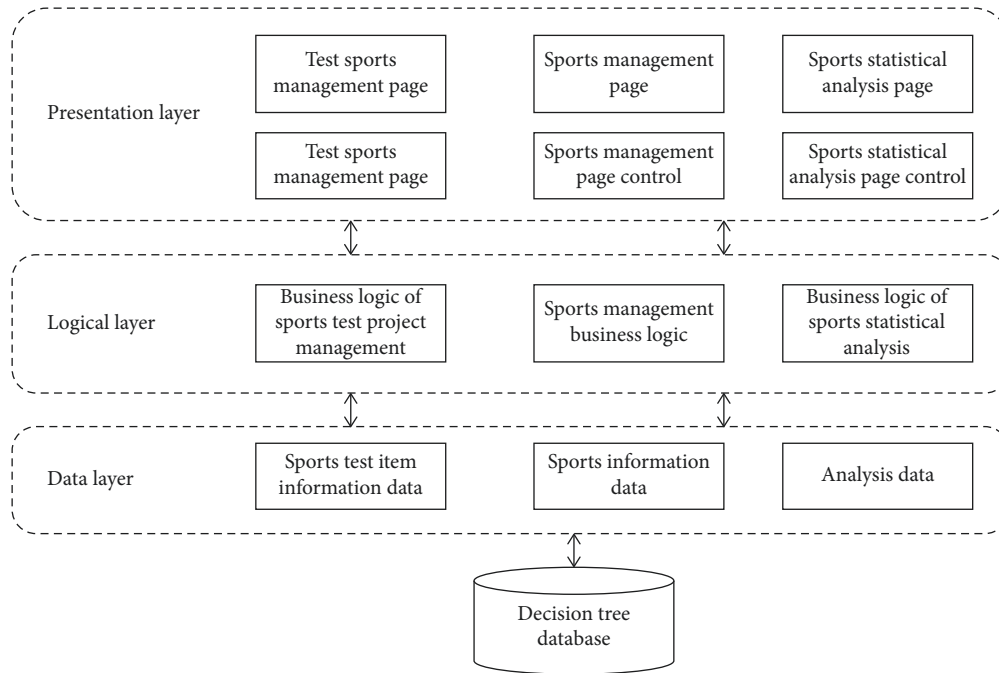 Presentation layer
Test sports
management page
Sports management
page
Sports statistical
analysis page
Test sports
management page
Sports management
page control
Sports statistical
analysis page control
Logical layer
Business logic of
sports test project
management
Sports management
business logic
Business logic of
sports statistical
analysis
Data layer
Sports test item
information data
Sports information
data
Analysis data
Decision tree
database